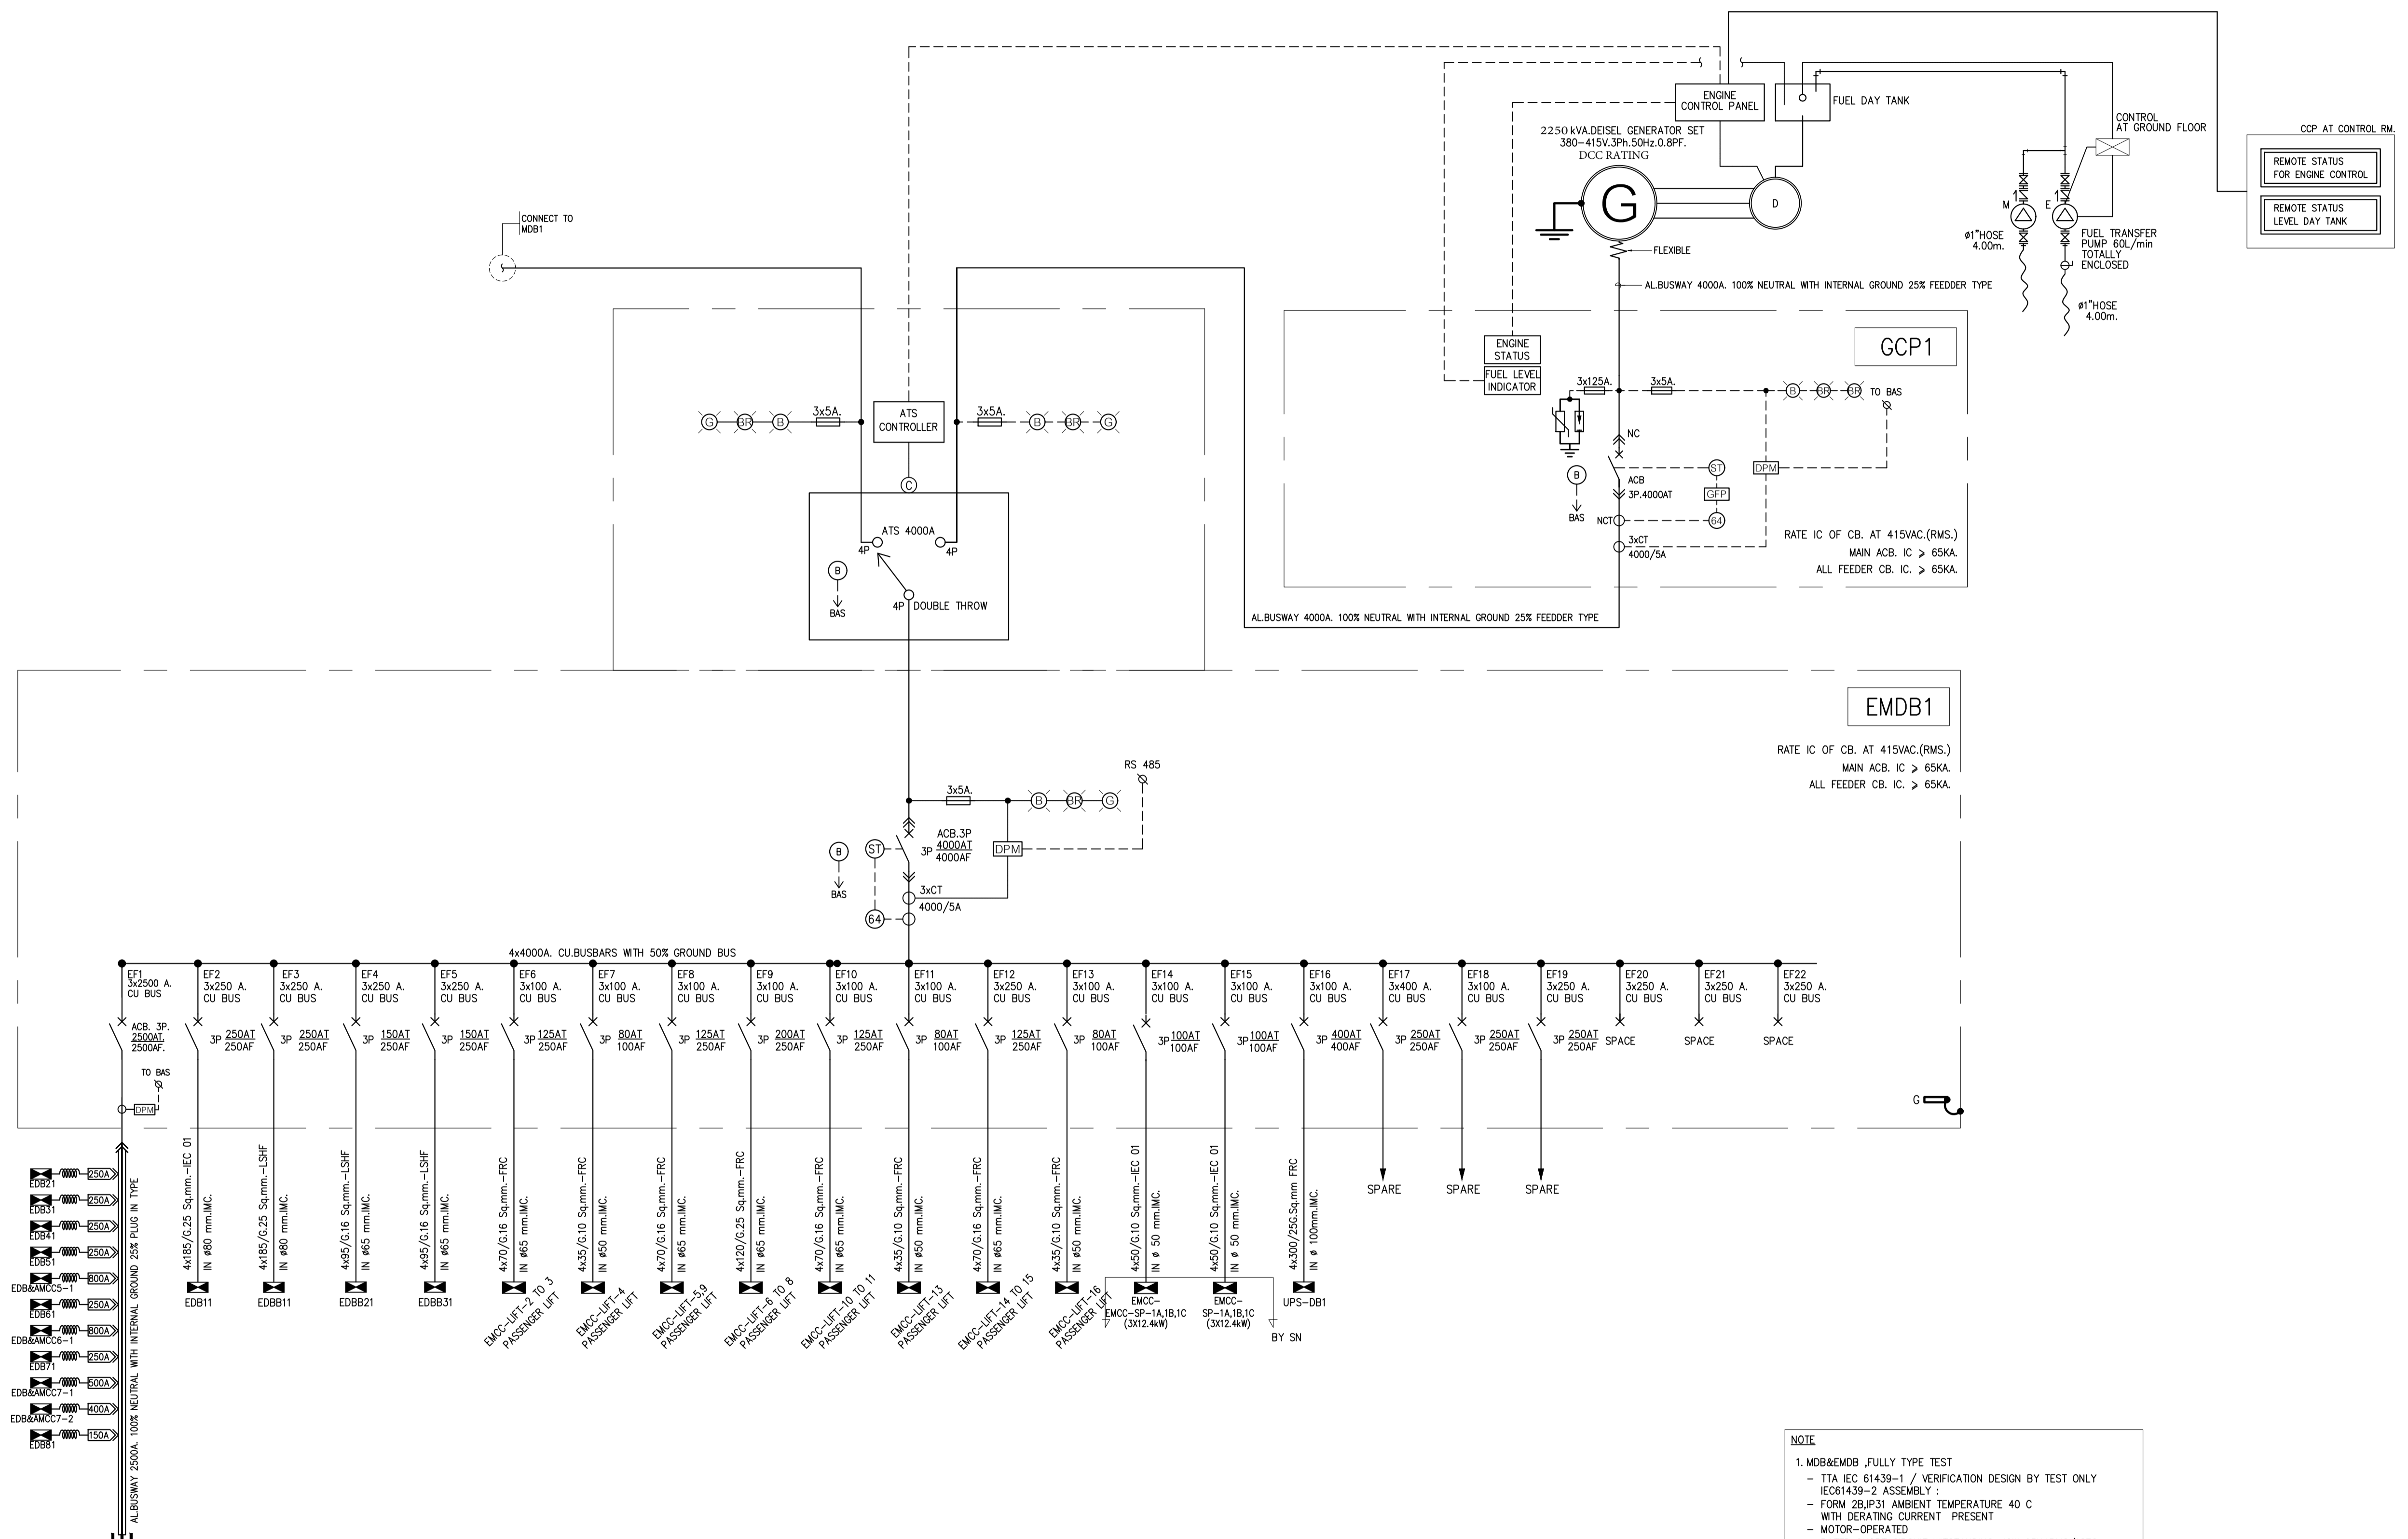 ENGINE
CONTROL PANEL
FUEL DAY TANK
2250 kVA.DEISEL GENERATOR SET
380-415V.3Ph.50Hz.0.8PF.
DCC RATING
G
D
CONTROL
AT GROUND FLOOR
CCP AT CONTROL RM.
REMOTE STATUS
FOR ENGINE CONTROL
REMOTE STATUS
LEVEL DAY TANK
M
E
ø1"HOSE
4.00m.
FUEL TRANSFER
PUMP 60L/min
TOTALLY
ENCLOSED
ø1"HOSE
4.00m.
CONNECT TO
MDB1
FLEXIBLE
AL.BUSWAY 4000A. 100% NEUTRAL WITH INTERNAL GROUND 25% FEEDDER TYPE
GCP1
ENGINE
STATUS
FUEL LEVEL
INDICATOR
3x125A.
3x5A.
B
BR
BR
TO BAS
NC
ACB
3P.4000AT
ST
GFP
64
DPM
B
BAS
NCT
3xCT
4000/5A
RATE IC OF CB. AT 415VAC.(RMS.)
MAIN ACB. IC ⩾ 65KA.
ALL FEEDER CB. IC. ⩾ 65KA.
G
BR
B
3x5A.
ATS
CONTROLLER
3x5A.
B
BR
G
C
ATS 4000A
4P
4P
B
BAS
4P
DOUBLE THROW
AL.BUSWAY 4000A. 100% NEUTRAL WITH INTERNAL GROUND 25% FEEDDER TYPE
EMDB1
RATE IC OF CB. AT 415VAC.(RMS.)
MAIN ACB. IC ⩾ 65KA.
ALL FEEDER CB. IC. ⩾ 65KA.
RS 485
3x5A.
B
BR
G
ACB.3P
3P 4000AT
4000AF
DPM
B
BAS
ST
3xCT
4000/5A
64
4x4000A. CU.BUSBARS WITH 50% GROUND BUS
EF1
3x2500 A.
CU BUS
EF2
3x250 A.
CU BUS
EF3
3x250 A.
CU BUS
EF4
3x250 A.
CU BUS
EF5
3x250 A.
CU BUS
EF6
3x100 A.
CU BUS
EF7
3x100 A.
CU BUS
EF8
3x100 A.
CU BUS
EF9
3x100 A.
CU BUS
EF10
3x100 A.
CU BUS
EF11
3x100 A.
CU BUS
EF12
3x250 A.
CU BUS
EF13
3x100 A.
CU BUS
EF14
3x100 A.
CU BUS
EF15
3x100 A.
CU BUS
EF16
3x100 A.
CU BUS
EF17
3x400 A.
CU BUS
EF18
3x100 A.
CU BUS
EF19
3x250 A.
CU BUS
EF20
3x250 A.
CU BUS
EF21
3x250 A.
CU BUS
EF22
3x250 A.
CU BUS
ACB. 3P.
2500AT.
2500AF.
3P 250AT
250AF
3P 250AT
250AF
3P 150AT
250AF
3P 150AT
250AF
3P 125AT
250AF
3P 80AT
100AF
3P 125AT
250AF
3P 200AT
250AF
3P 125AT
250AF
3P 80AT
100AF
3P 125AT
250AF
3P 80AT
100AF
3P 100AT
100AF
3P 100AT
100AF
3P 400AT
400AF
3P 250AT
250AF
3P 250AT
250AF
3P 250AT
250AF
SPACE
SPACE
SPACE
TO BAS
DPM
G
AL.BUSWAY 2500A. 100% NEUTRAL WITH INTERNAL GROUND 25% PLUG IN TYPE
250A
EDB21
250A
EDB31
250A
EDB41
250A
EDB51
800A
EDB&AMCC5-1
250A
EDB61
800A
EDB&AMCC6-1
250A
EDB71
500A
EDB&AMCC7-1
400A
EDB&AMCC7-2
150A
EDB81
4x185/G.25 Sq.mm.-IEC 01
IN ø80 mm.IMC.
EDB11
4x185/G.25 Sq.mm.-LSHF
IN ø80 mm.IMC.
EDBB11
4x95/G.16 Sq.mm.-LSHF
IN ø65 mm.IMC.
EDBB21
4x95/G.16 Sq.mm.-LSHF
IN ø65 mm.IMC.
EDBB31
4x70/G.16 Sq.mm.-FRC
IN ø65 mm.IMC.
EMCC-LIFT-2 TO 3
PASSENGER LIFT
4x35/G.10 Sq.mm.-FRC
IN ø50 mm.IMC.
EMCC-LIFT-4
PASSENGER LIFT
4x70/G.16 Sq.mm.-FRC
IN ø65 mm.IMC.
EMCC-LIFT-5,9
PASSENGER LIFT
4x120/G.25 Sq.mm.-FRC
IN ø65 mm.IMC.
EMCC-LIFT-6 TO 8
PASSENGER LIFT
4x70/G.16 Sq.mm.-FRC
IN ø65 mm.IMC.
EMCC-LIFT-10 TO 11
PASSENGER LIFT
4x35/G.10 Sq.mm.-FRC
IN ø50 mm.IMC.
EMCC-LIFT-13
PASSENGER LIFT
4x70/G.16 Sq.mm.-FRC
IN ø65 mm.IMC.
EMCC-LIFT-14 TO 15
PASSENGER LIFT
4x35/G.10 Sq.mm.-FRC
IN ø50 mm.IMC.
EMCC-LIFT-16
PASSENGER LIFT
4x50/G.10 Sq.mm.-IEC 01
IN ø 50 mm.IMC.
EMCC-
EMCC-SP-1A,1B,1C
(3X12.4kW)
4x50/G.10 Sq.mm.-IEC 01
IN ø 50 mm.IMC.
EMCC-
SP-1A,1B,1C
(3X12.4kW)
BY SN
4x300/25G.Sq.mm FRC
IN ø 100mm.IMC.
UPS-DB1
SPARE
SPARE
SPARE
NOTE
1. MDB&EMDB ,FULLY TYPE TEST
- TTA IEC 61439-1 / VERIFICATION DESIGN BY TEST ONLY
IEC61439-2 ASSEMBLY :
- FORM 2B,IP31 AMBIENT TEMPERATURE 40 C
WITH DERATING CURRENT PRESENT
- MOTOR-OPERATED